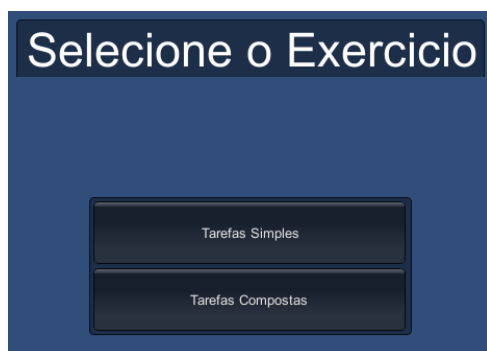 Selecione o Exercicio
Tarefas Simples
Tarefas Compostas